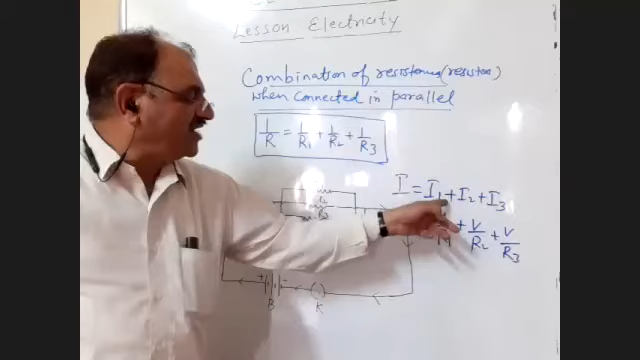 Lesson Electricity
Combination of resistance (resistors)
when Connected in parallel
1/R = 1/R1 + 1/R2 + 1/R3
I = I1 + I2 + I3
+ V/R2 + V/R3
R2
+ -
B
K